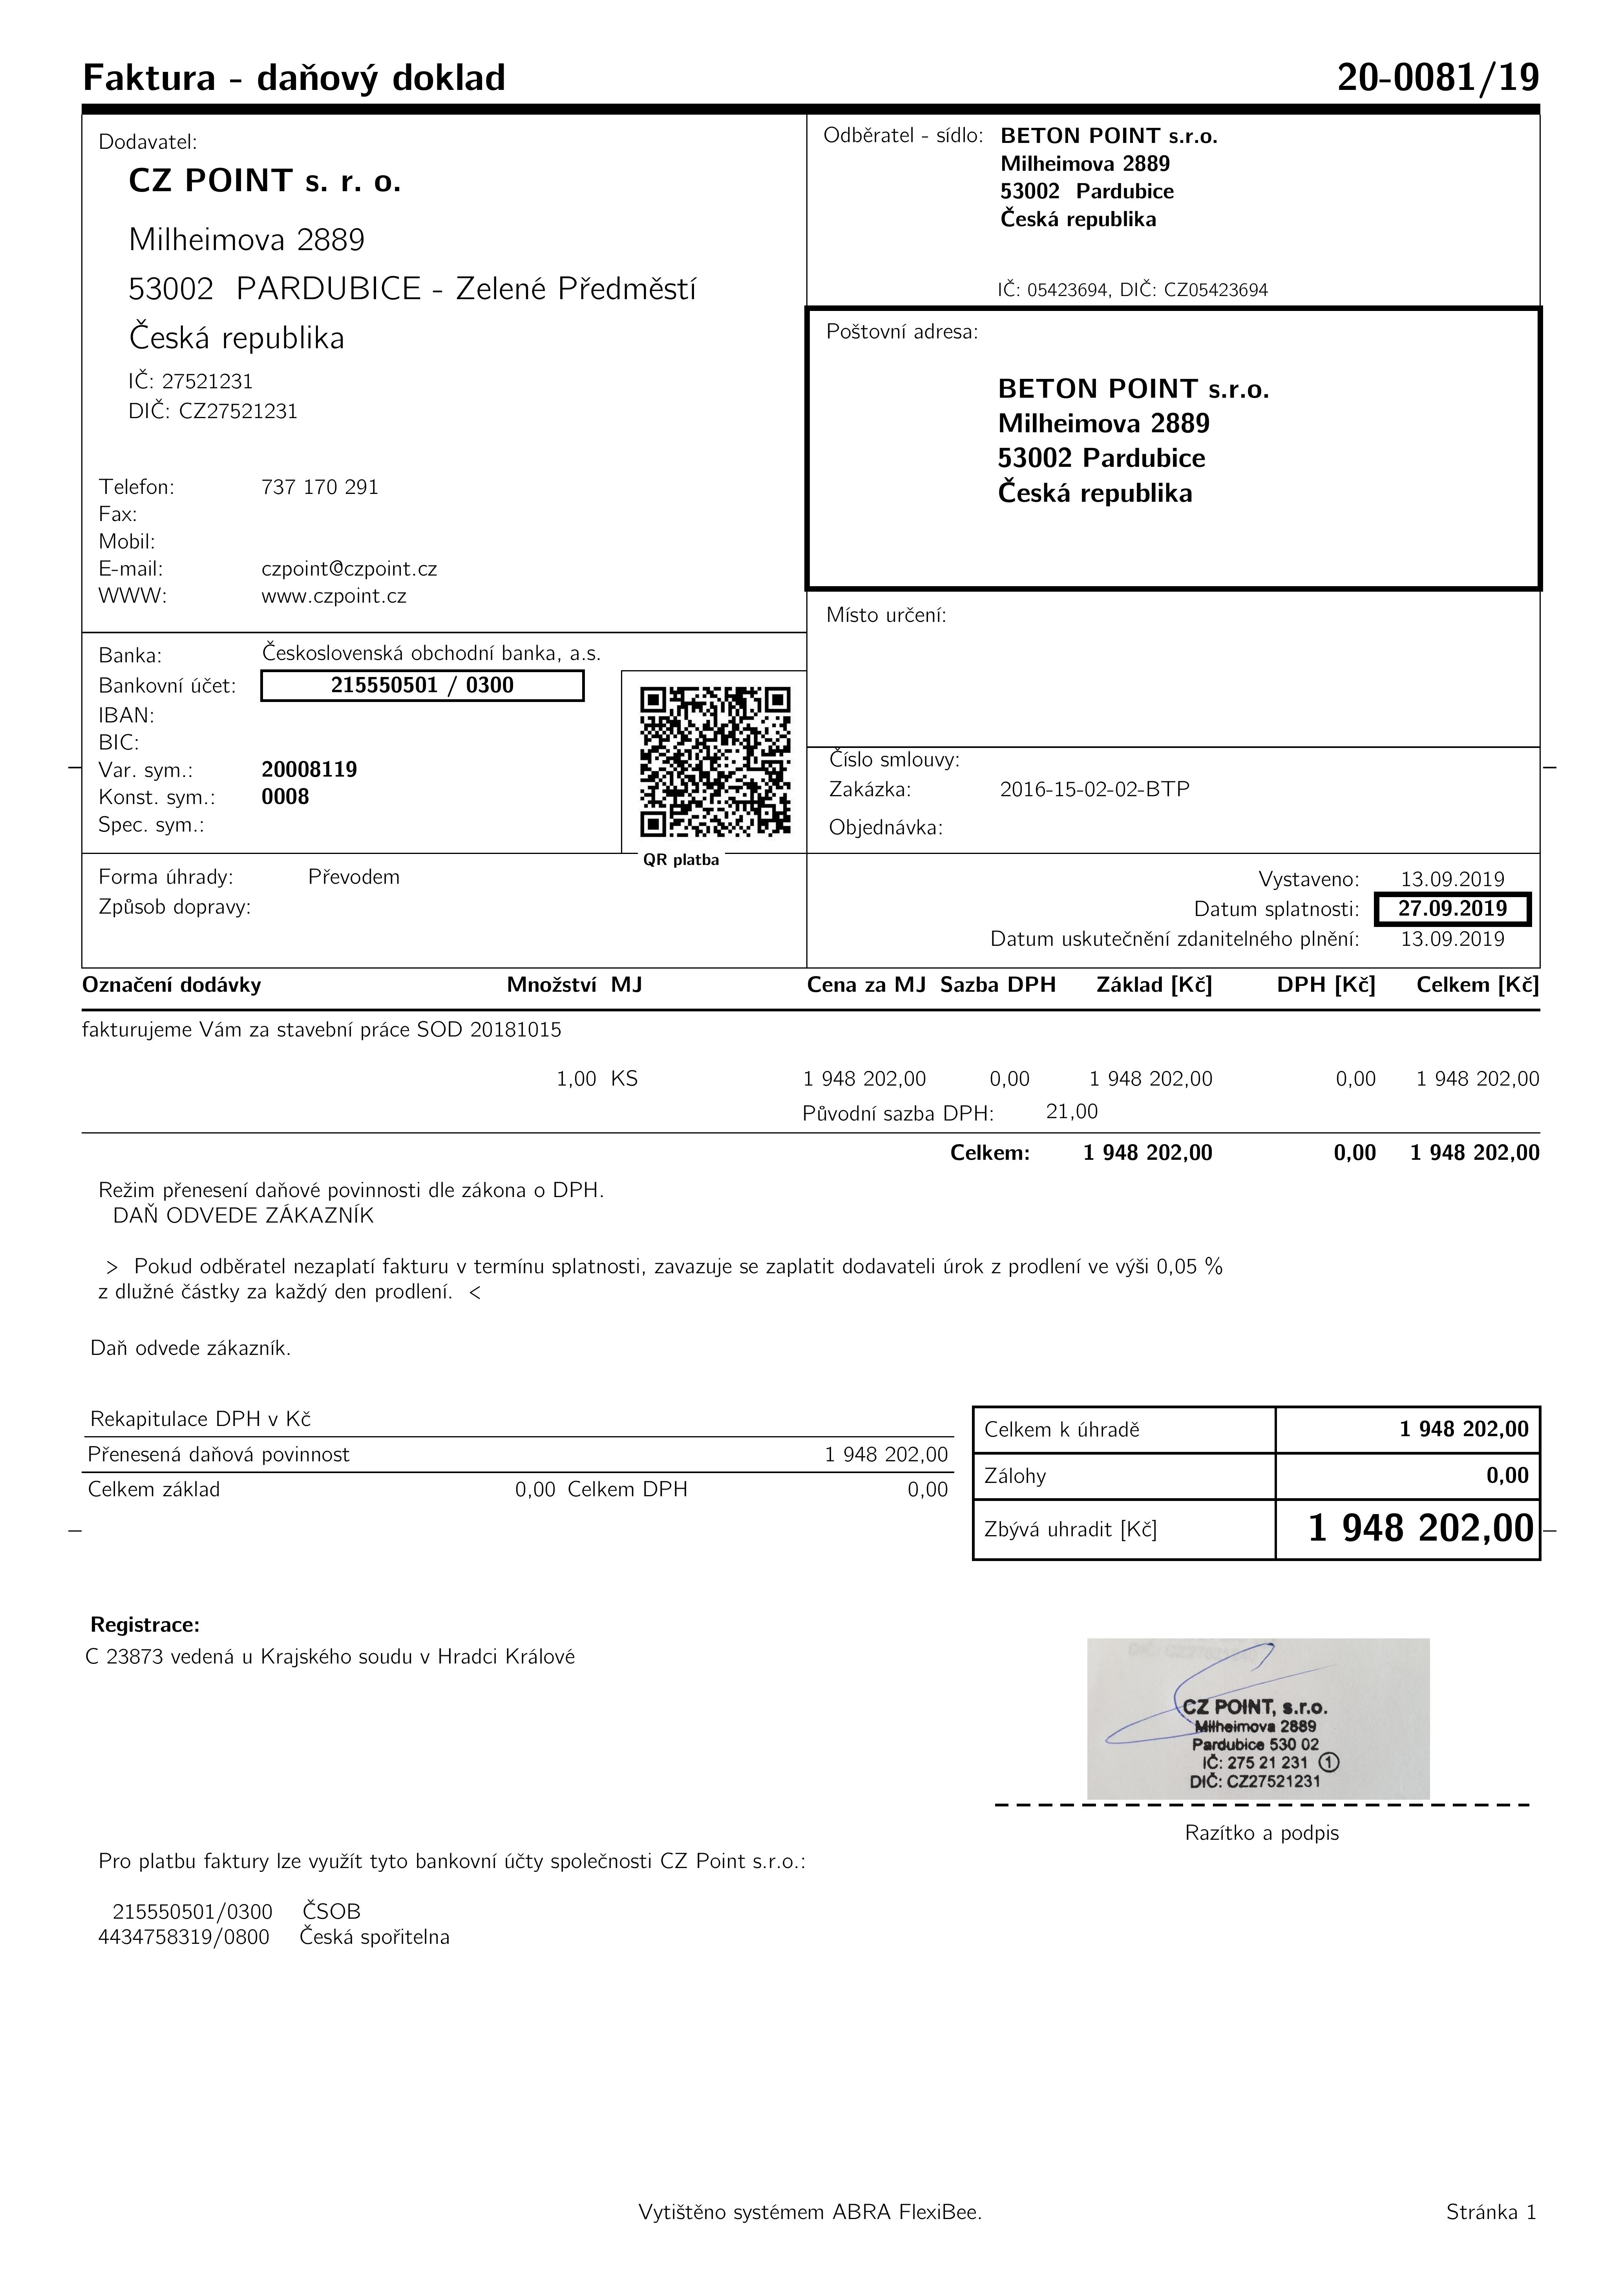 Faktura - daňový doklad 20-0081/19
Dodavatel:
CZ POINT s. r. o.
Milheimova 2889
53002 PARDUBICE - Zelené Předměstí
Česká republika
IČ: 27521231
DIČ: CZ27521231
Telefon: 737 170 291
Fax:
Mobil:
E-mail: czpoint@czpoint.cz
WWW: www.czpoint.cz
Odběratel - sídlo: BETON POINT s.r.o.
Milheimova 2889
53002 Pardubice
Česká republika
IČ: 05423694, DIČ: CZ05423694
Poštovní adresa:
BETON POINT s.r.o.
Milheimova 2889
53002 Pardubice
Česká republika
Místo určení:
Banka: Československá obchodní banka, a.s.
Bankovní účet: 215550501 / 0300
IBAN:
BIC:
Var. sym.: 20008119
Konst. sym.: 0008
Spec. sym.:
QR platba
Číslo smlouvy:
Zakázka: 2016-15-02-02-BTP
Objednávka:
Forma úhrady: Převodem
Způsob dopravy:
Vystaveno: 13.09.2019
Datum splatnosti: 27.09.2019
Datum uskutečnění zdanitelného plnění: 13.09.2019
Označení dodávky Množství MJ Cena za MJ Sazba DPH Základ [Kč] DPH [Kč] Celkem [Kč]
fakturujeme Vám za stavební práce SOD 20181015
1,00 KS 1 948 202,00 0,00 1 948 202,00 0,00 1 948 202,00
Původní sazba DPH: 21,00
Celkem: 1 948 202,00 0,00 1 948 202,00
Režim přenesení daňové povinnosti dle zákona o DPH.
DAŇ ODVEDE ZÁKAZNÍK
> Pokud odběratel nezaplatí fakturu v termínu splatnosti, zavazuje se zaplatit dodavateli úrok z prodlení ve výši 0,05 %
z dlužné částky za každý den prodlení. <
Daň odvede zákazník.
Rekapitulace DPH v Kč
Přenesená daňová povinnost 1 948 202,00
Celkem základ 0,00 Celkem DPH 0,00
Celkem k úhradě 1 948 202,00
Zálohy 0,00
Zbývá uhradit [Kč] 1 948 202,00
Registrace:
C 23873 vedená u Krajského soudu v Hradci Králové
CZ POINT, s.r.o.
Milheimova 2889
Pardubice 530 02
IČ: 275 21 231 1
DIČ: CZ27521231
Razítko a podpis
Pro platbu faktury lze využít tyto bankovní účty společnosti CZ Point s.r.o.:
215550501/0300 ČSOB
4434758319/0800 Česká spořitelna
Vytištěno systémem ABRA FlexiBee. Stránka 1